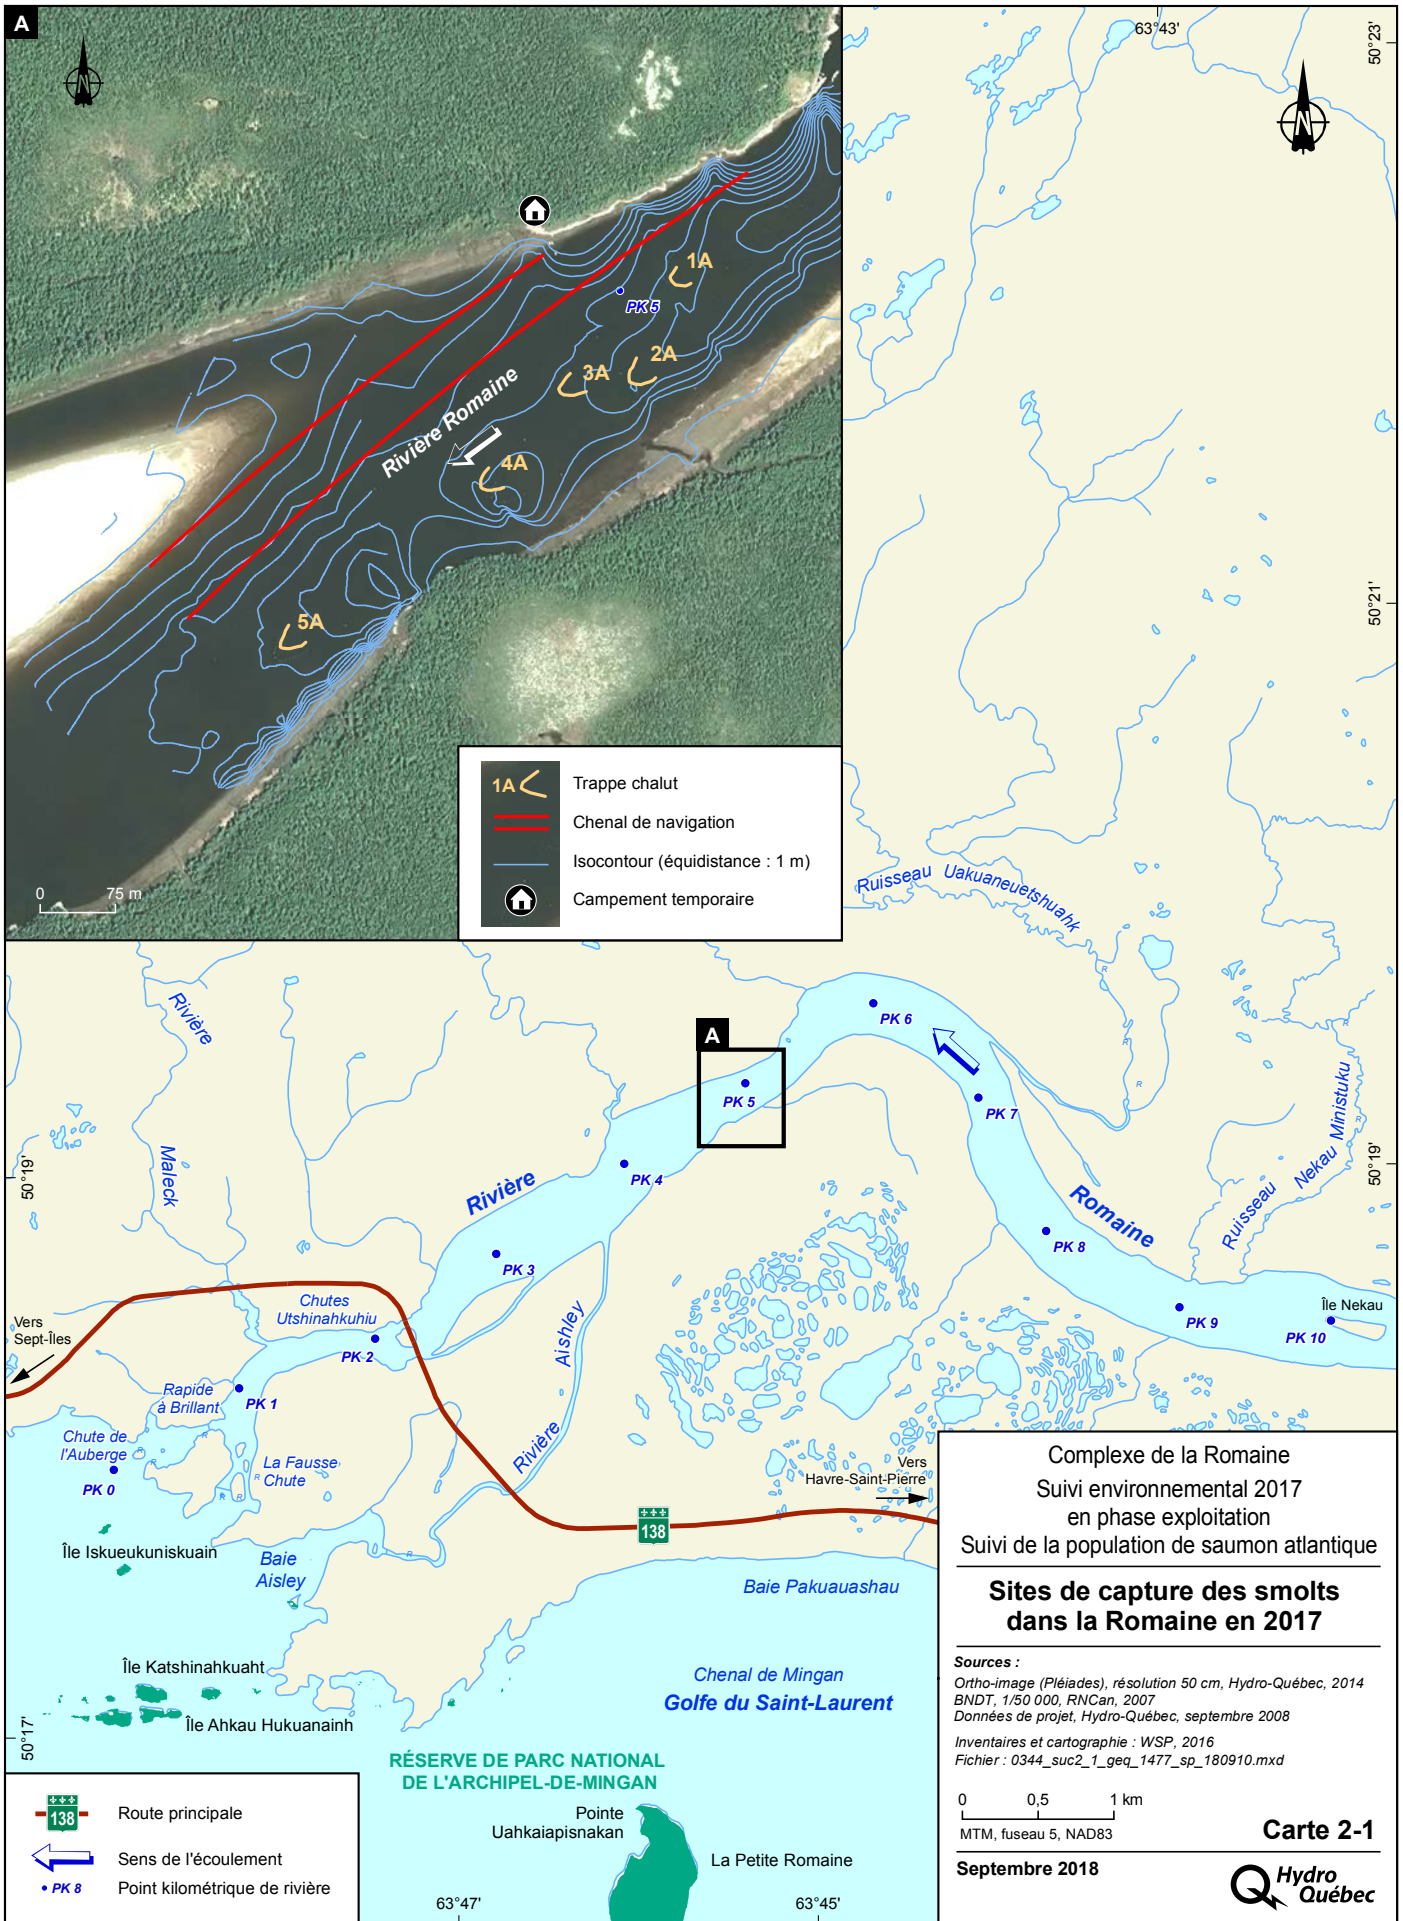 A
N
63°43'
50°23'
N
1A
PK 5
2A
3A
Rivière Romaine
4A
5A
50°21'
0 75 m
1A Trappe chalut
Chenal de navigation
Isocontour (équidistance : 1 m)
Campement temporaire
Ruisseau Uakuaneuetshuahk
R
Rivière
Maleck
PK 6
A
PK 5
R
PK 7
R
R
R
Ruisseau Nekau Ministuku
50°19'
PK 4
50°19'
Rivière
Romaine
PK 8
PK 3
Chutes
Utshinahkuhiu
PK 2
Aishley
Rivière
PK 9
Île Nekau
PK 10
Vers
Sept-Îles
Rapide
à Brillant
PK 1
Chute de
l'Auberge
PK 0
R
R
R
R
R
R
La Fausse
Chute
Vers
Havre-Saint-Pierre
138
R
Île Iskueukuniskuain
Baie
Aisley
Baie Pakuauashau
Île Katshinahkuaht
Île Ahkau Hukuanainh
Chenal de Mingan
Golfe du Saint-Laurent
50°17'
RÉSERVE DE PARC NATIONAL
DE L'ARCHIPEL-DE-MINGAN
Pointe
Uahkaiapisnakan
La Petite Romaine
63°47'
63°45'
138 Route principale
Sens de l'écoulement
PK 8 Point kilométrique de rivière
Complexe de la Romaine
Suivi environnemental 2017
en phase exploitation
Suivi de la population de saumon atlantique
Sites de capture des smolts
dans la Romaine en 2017
Sources :
Ortho-image (Pléiades), résolution 50 cm, Hydro-Québec, 2014
BNDT, 1/50 000, RNCan, 2007
Données de projet, Hydro-Québec, septembre 2008
Inventaires et cartographie : WSP, 2016
Fichier : 0344_suc2_1_geq_1477_sp_180910.mxd
0 0,5 1 km
MTM, fuseau 5, NAD83
Carte 2-1
Septembre 2018
Hydro
Québec